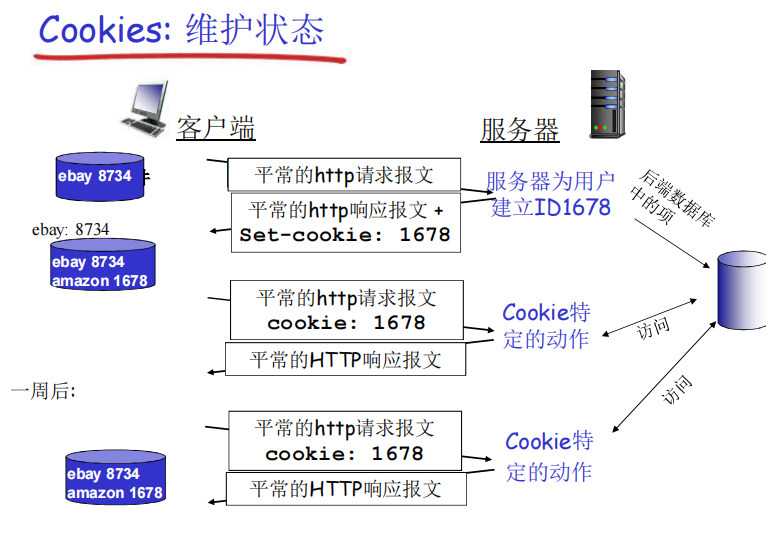 Cookies: 维护状态
客户端
服务器
ebay 8734
平常的http请求报文
服务器为用户
建立ID1678
后端数据库
中的项
平常的http响应报文 +
Set-cookie: 1678
ebay: 8734
ebay 8734
amazon 1678
平常的http请求报文
cookie: 1678
Cookie特
定的动作
访问
平常的HTTP响应报文
一周后:
访问
平常的http请求报文
cookie: 1678
Cookie特
定的动作
ebay 8734
amazon 1678
平常的HTTP响应报文